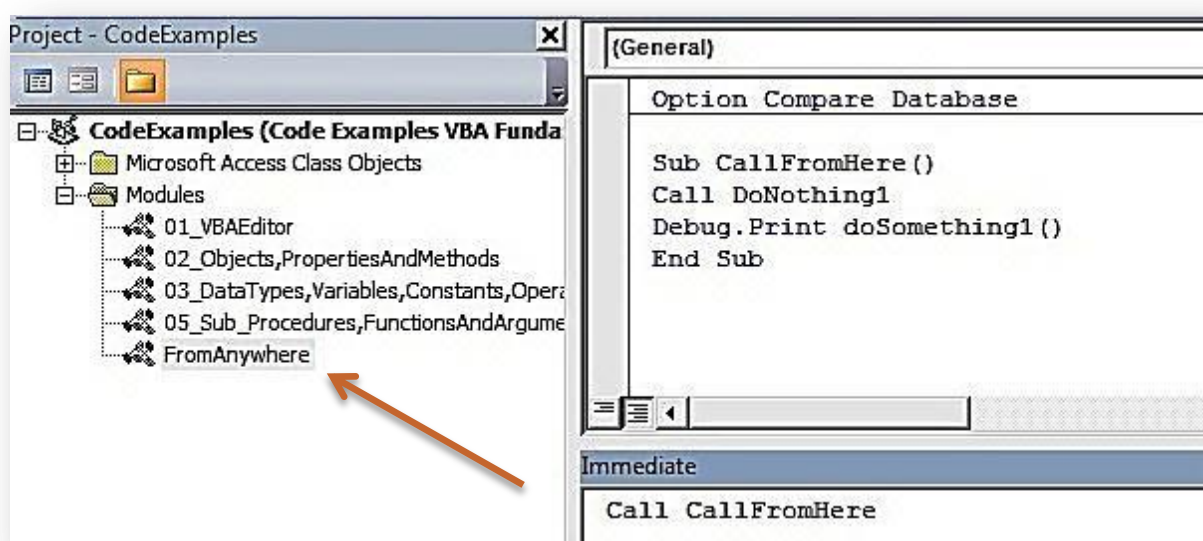 Project - CodeExamples
CodeExamples (Code Examples VBA Funda
Microsoft Access Class Objects
Modules
01_VBAEditor
02_Objects,PropertiesAndMethods
03_DataTypes,Variables,Constants,Opera
05_Sub_Procedures,FunctionsAndArgume
FromAnywhere
(General)
Option Compare Database
Sub CallFromHere()
Call DoNothing1
Debug.Print doSomething1()
End Sub
Immediate
Call CallFromHere